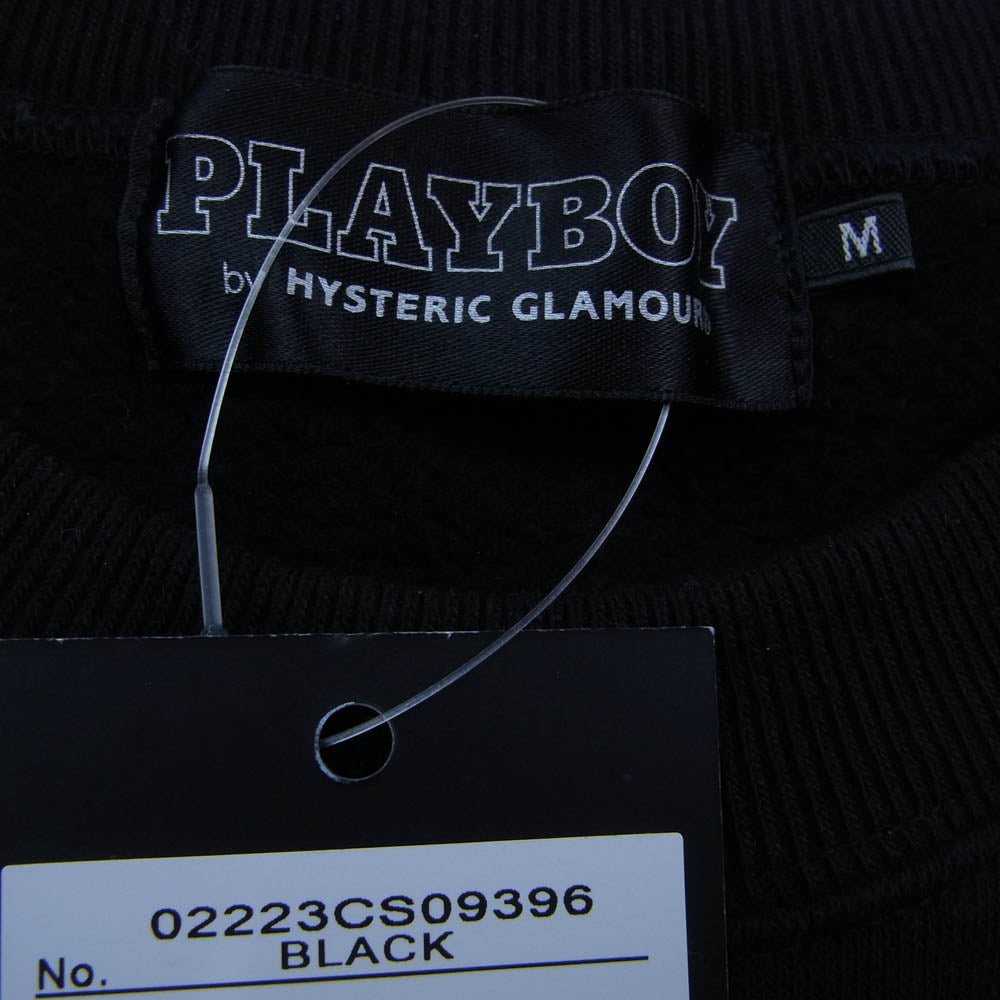 PLAYBOY
by HYSTERIC GLAMOUR
M
02223CS09396
BLACK
No.